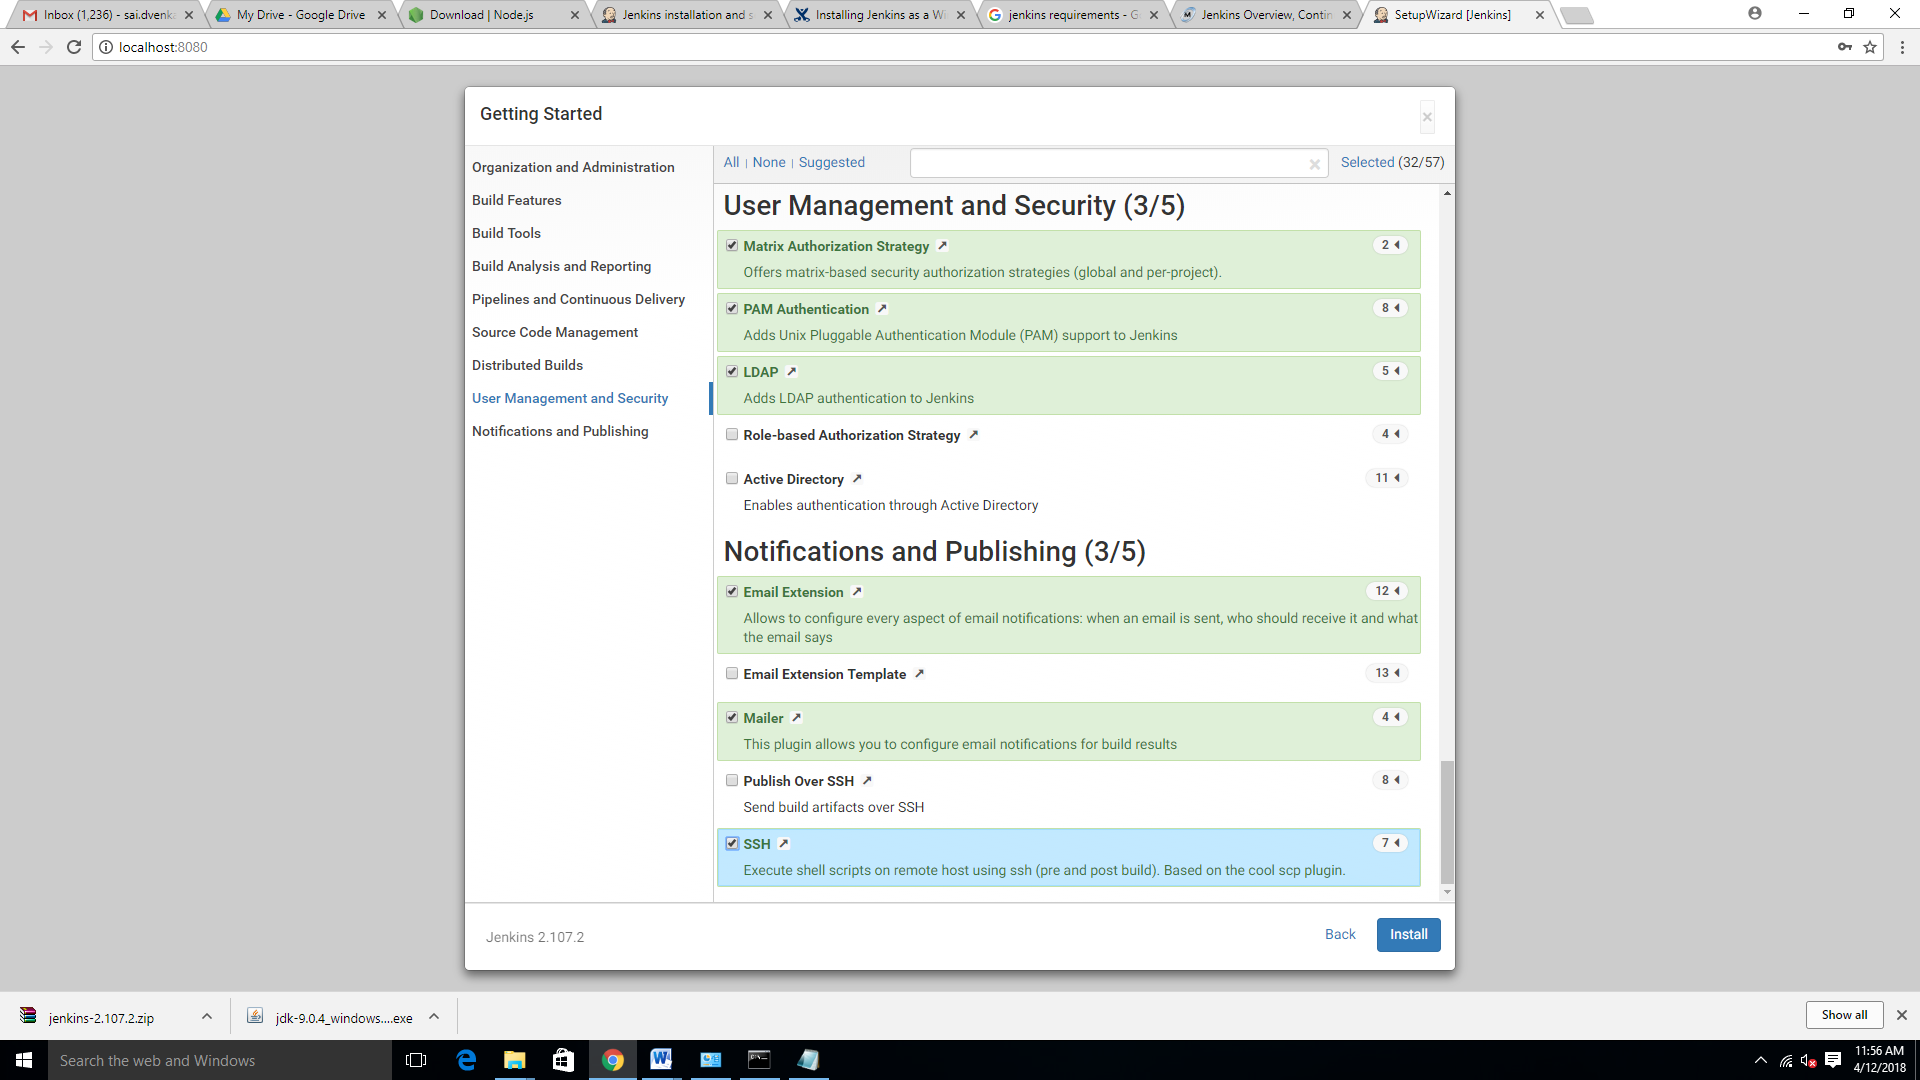 Inbox (1,236) - sai.dvenka
My Drive - Google Drive
Download | Node.js
Jenkins installation and s
Installing Jenkins as a Wi
jenkins requirements - G
Jenkins Overview, Contin
SetupWizard [Jenkins]
localhost:8080
Getting Started
Organization and Administration
Build Features
Build Tools
Build Analysis and Reporting
Pipelines and Continuous Delivery
Source Code Management
Distributed Builds
User Management and Security
Notifications and Publishing
All | None | Suggested
Selected (32/57)
User Management and Security (3/5)
Matrix Authorization Strategy 2
Offers matrix-based security authorization strategies (global and per-project).
PAM Authentication 8
Adds Unix Pluggable Authentication Module (PAM) support to Jenkins
LDAP 5
Adds LDAP authentication to Jenkins
Role-based Authorization Strategy 4
Active Directory 11
Enables authentication through Active Directory
Notifications and Publishing (3/5)
Email Extension 12
Allows to configure every aspect of email notifications: when an email is sent, who should receive it and what
the email says
Email Extension Template 13
Mailer 4
This plugin allows you to configure email notifications for build results
Publish Over SSH 8
Send build artifacts over SSH
SSH 7
Execute shell scripts on remote host using ssh (pre and post build). Based on the cool scp plugin.
Jenkins 2.107.2
Back
Install
jenkins-2.107.2.zip
jdk-9.0.4_windows....exe
Show all
Search the web and Windows
11:56 AM
4/12/2018